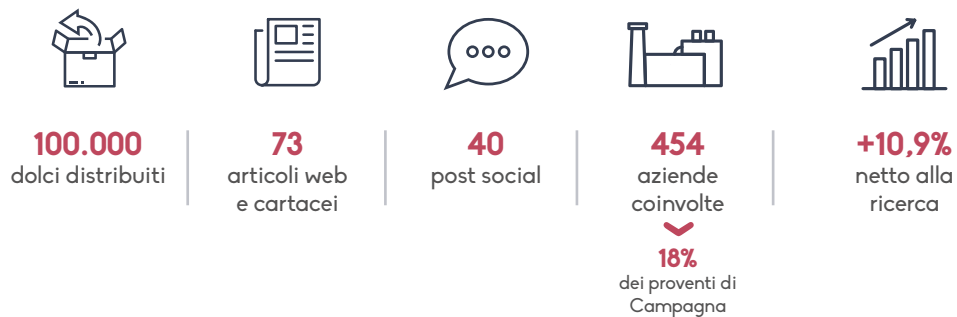 100.000
dolci distribuiti
73
articoli web
e cartacei
40
post social
454
aziende
coinvolte
18%
dei proventi di
Campagna
+10,9%
netto alla
ricerca